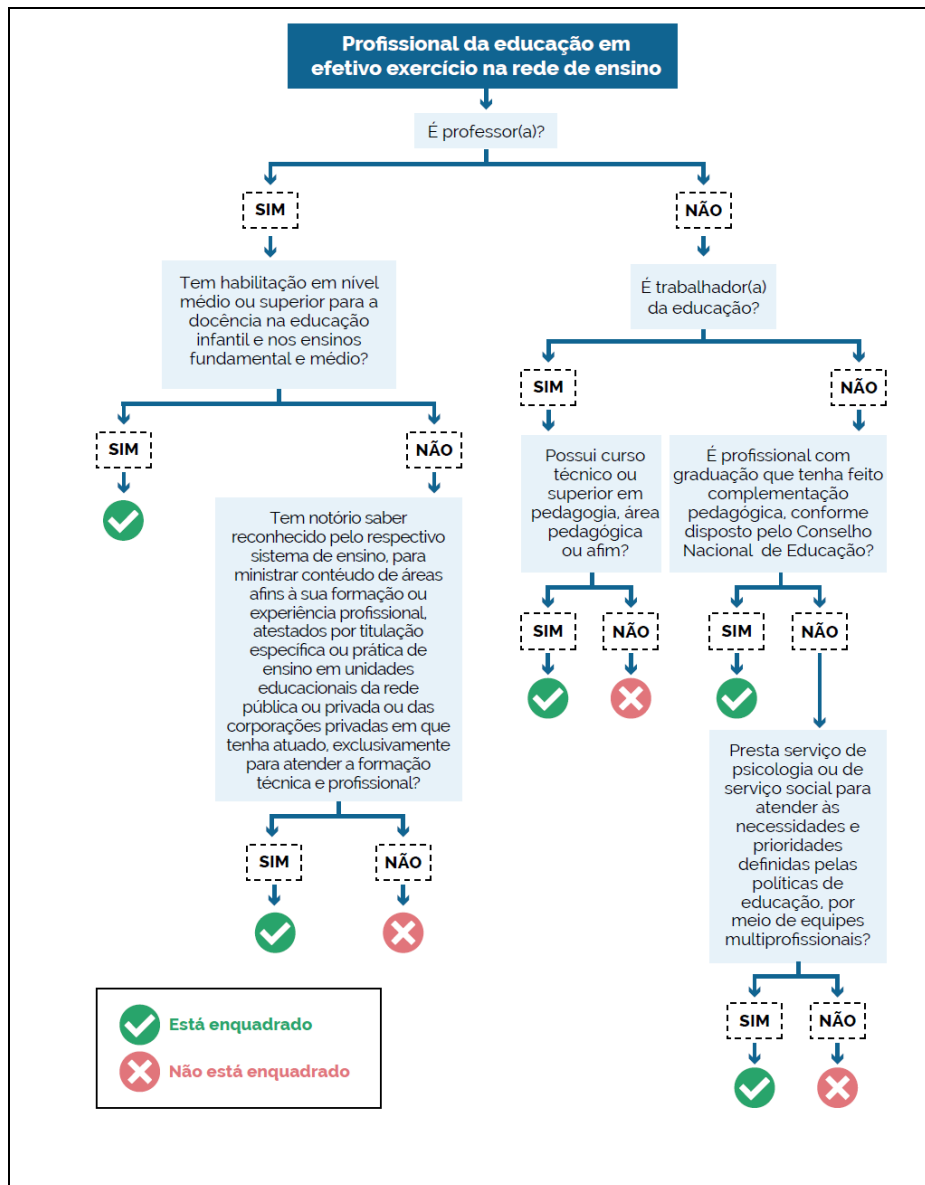 Profissional da educação em
efetivo exercício na rede de ensino
É professor(a)?
SIM
NÃO
Tem habilitação em nível
médio ou superior para a
docência na educação
infantil e nos ensinos
fundamental e médio?
É trabalhador(a)
da educação?
SIM
NÃO
SIM
NÃO
Tem notório saber
reconhecido pelo respectivo
sistema de ensino, para
ministrar contéudo de áreas
afins à sua formação ou
experiência profissional,
atestados por titulação
específica ou prática de
ensino em unidades
educacionais da rede
pública ou privada ou das
corporações privadas em que
tenha atuado, exclusivamente
para atender a formação
técnica e profissional?
Possui curso
técnico ou
superior em
pedagogia, área
pedagógica
ou afim?
É profissional com
graduação que tenha feito
complementação
pedagógica, conforme
disposto pelo Conselho
Nacional de Educação?
SIM
NÃO
SIM
NÃO
Presta serviço de
psicologia ou de
serviço social para
atender às
necessidades e
prioridades
definidas pelas
políticas de
educação, por
meio de equipes
multiprofissionais?
SIM
NÃO
SIM
NÃO
Está enquadrado
Não está enquadrado